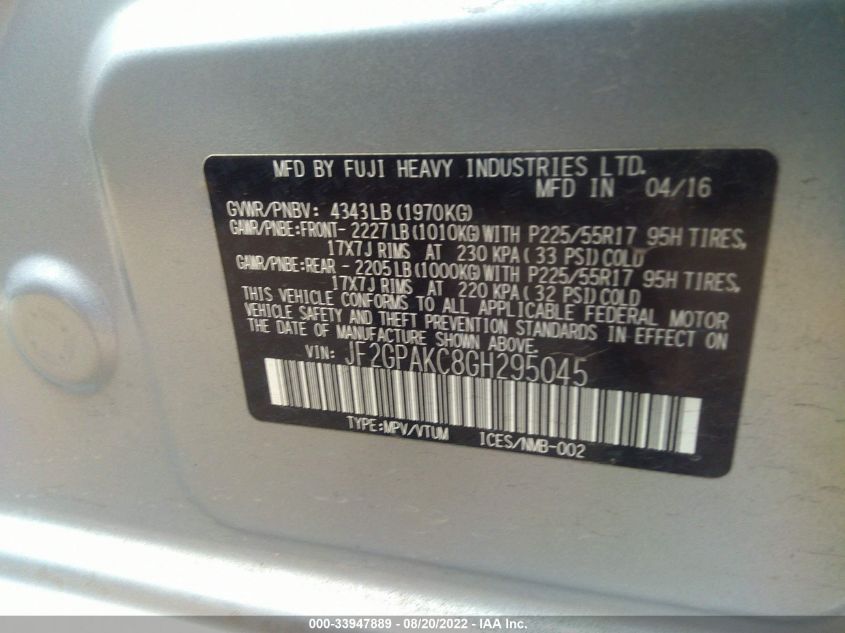 MFD BY FUJI HEAVY INDUSTRIES LTD.
MFD IN 04/16
GVWR/PNBV: 4343LB(1970KG)
GAWR/PNBE:FRONT- 2227LB(1010KG)WITH P225/55R17 95H TIRES,
17X7J RIMS AT 230 KPA( 33 PSI)COLD
GAWR/PNBE:REAR - 2205LB(1000KG)WITH P225/55R17 95H TIRES,
17X7J RIMS AT 220 KPA( 32 PSI)COLD
THIS VEHICLE CONFORMS TO ALL APPLICABLE FEDERAL MOTOR
VEHICLE SAFETY AND THEFT PREVENTION STANDARDS IN EFFECT ON
THE DATE OF MANUFACTURE SHOWN ABOVE.
VIN: JF2GPAKC8GH295045
TYPE:MPV/VTUM ICES/NMB-002
000-33947889 - 08/20/2022 - IAA Inc.